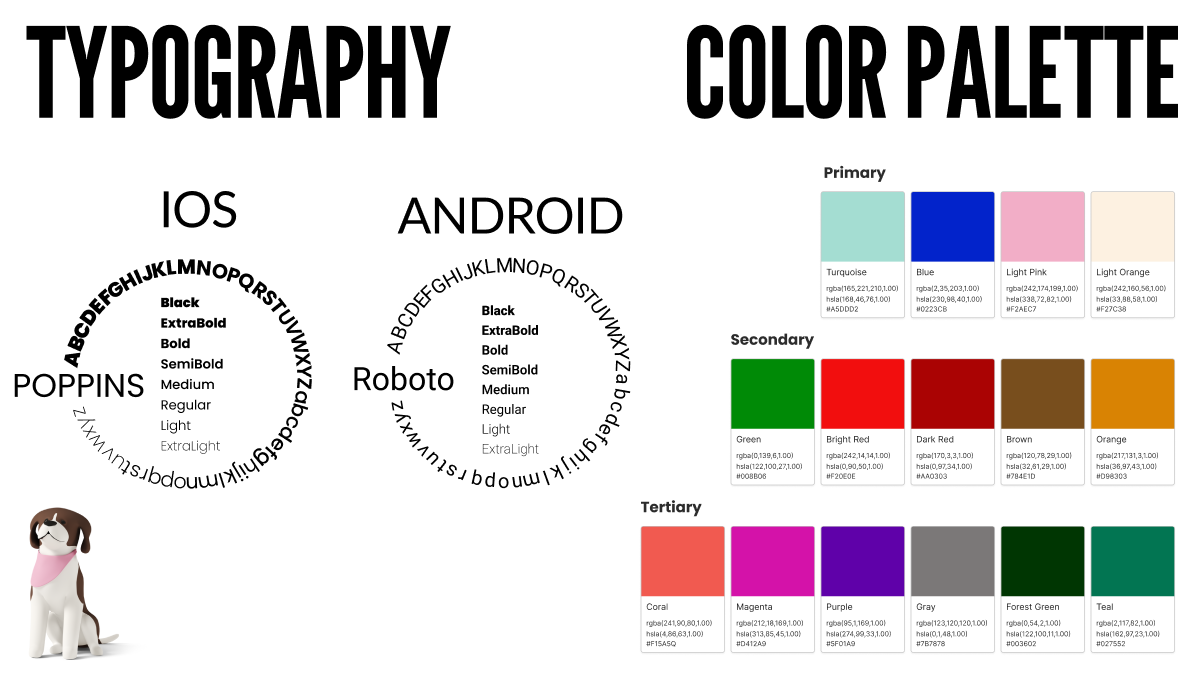 TYPOGRAPHY
COLOR PALETTE
IOS
ANDROID
POPPINS
ABCDEFGHIJKLMNOPQRSTUVWXYZabcdefghijklmnopqrstuvwxyz
Black
ExtraBold
Bold
SemiBold
Medium
Regular
Light
ExtraLight
Roboto
ABCDEFGHIJKLMNOPQRSTUVWXYZabcdefghijklmnopqrstuvwxyz
Black
ExtraBold
Bold
SemiBold
Medium
Regular
Light
ExtraLight
Primary
Turquoise
rgba(165,221,210,1.00)
hsla(168,46,76,1.00)
#A5DDD2
Blue
rgba(2,35,203,1.00)
hsla(230,98,40,1.00)
#0223CB
Light Pink
rgba(242,174,199,1.00)
hsla(338,72,82,1.00)
#F2AEC7
Light Orange
rgba(242,160,56,1.00)
hsla(33,88,58,1.00)
#F27C38
Secondary
Green
rgba(0,139,6,1.00)
hsla(122,100,27,1.00)
#008B06
Bright Red
rgba(242,14,14,1.00)
hsla(0,90,50,1.00)
#F20E0E
Dark Red
rgba(170,3,3,1.00)
hsla(0,97,34,1.00)
#AA0303
Brown
rgba(120,78,29,1.00)
hsla(32,61,29,1.00)
#784E1D
Orange
rgba(217,131,3,1.00)
hsla(36,97,43,1.00)
#D98303
Tertiary
Coral
rgba(241,90,80,1.00)
hsla(4,86,63,1.00)
#F15A5Q
Magenta
rgba(212,18,169,1.00)
hsla(313,85,45,1.00)
#D412A9
Purple
rgba(95,1,169,1.00)
hsla(274,99,33,1.00)
#5F01A9
Gray
rgba(123,120,120,1.00)
hsla(0,1,48,1.00)
#7B7878
Forest Green
rgba(0,54,2,1.00)
hsla(122,100,11,1.00)
#003602
Teal
rgba(2,117,82,1.00)
hsla(162,97,23,1.00)
#027552